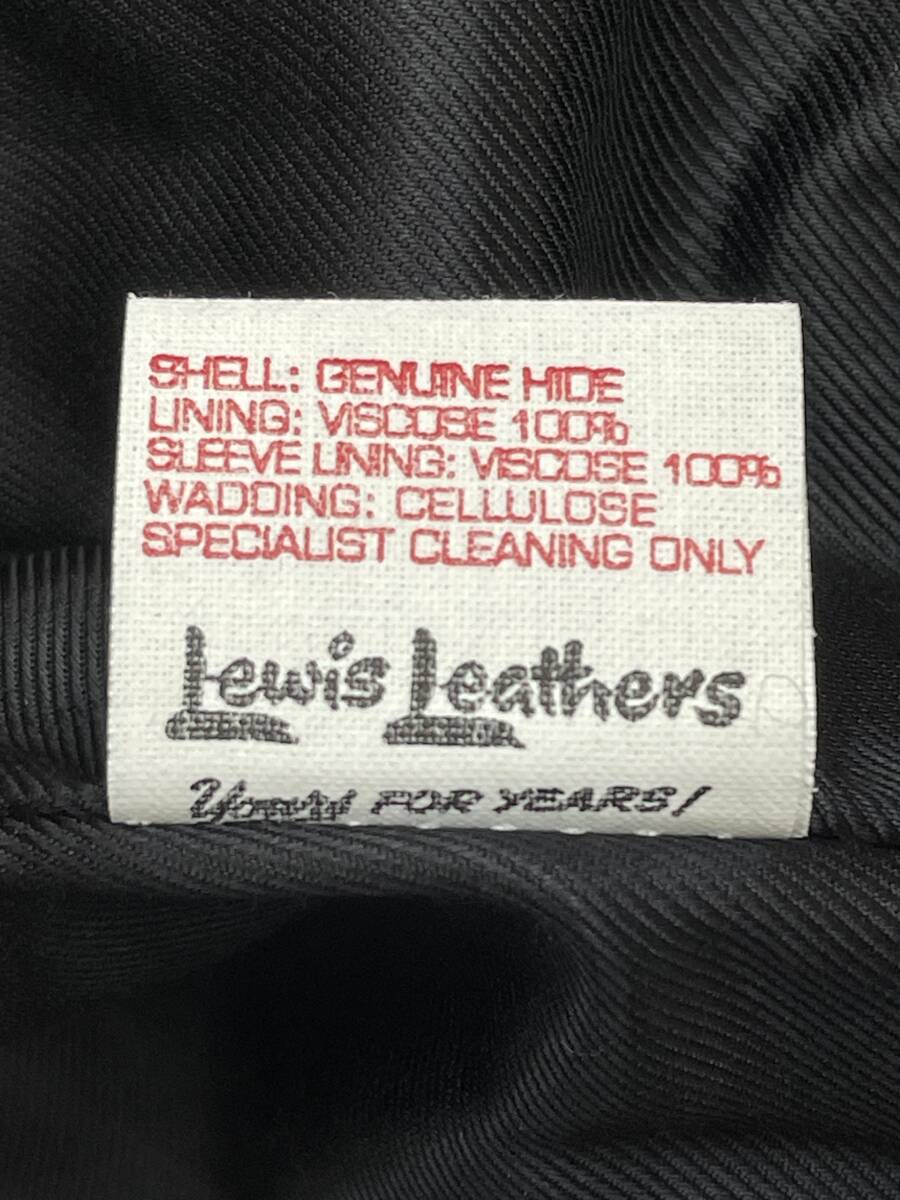 SHELL: GENUINE HIDE
LINING: VISCOSE 100%
SLEEVE LINING: VISCOSE 100%
WADDING: CELLULOSE
SPECIALIST CLEANING ONLY
Lewis Leathers
FOR YEARS!